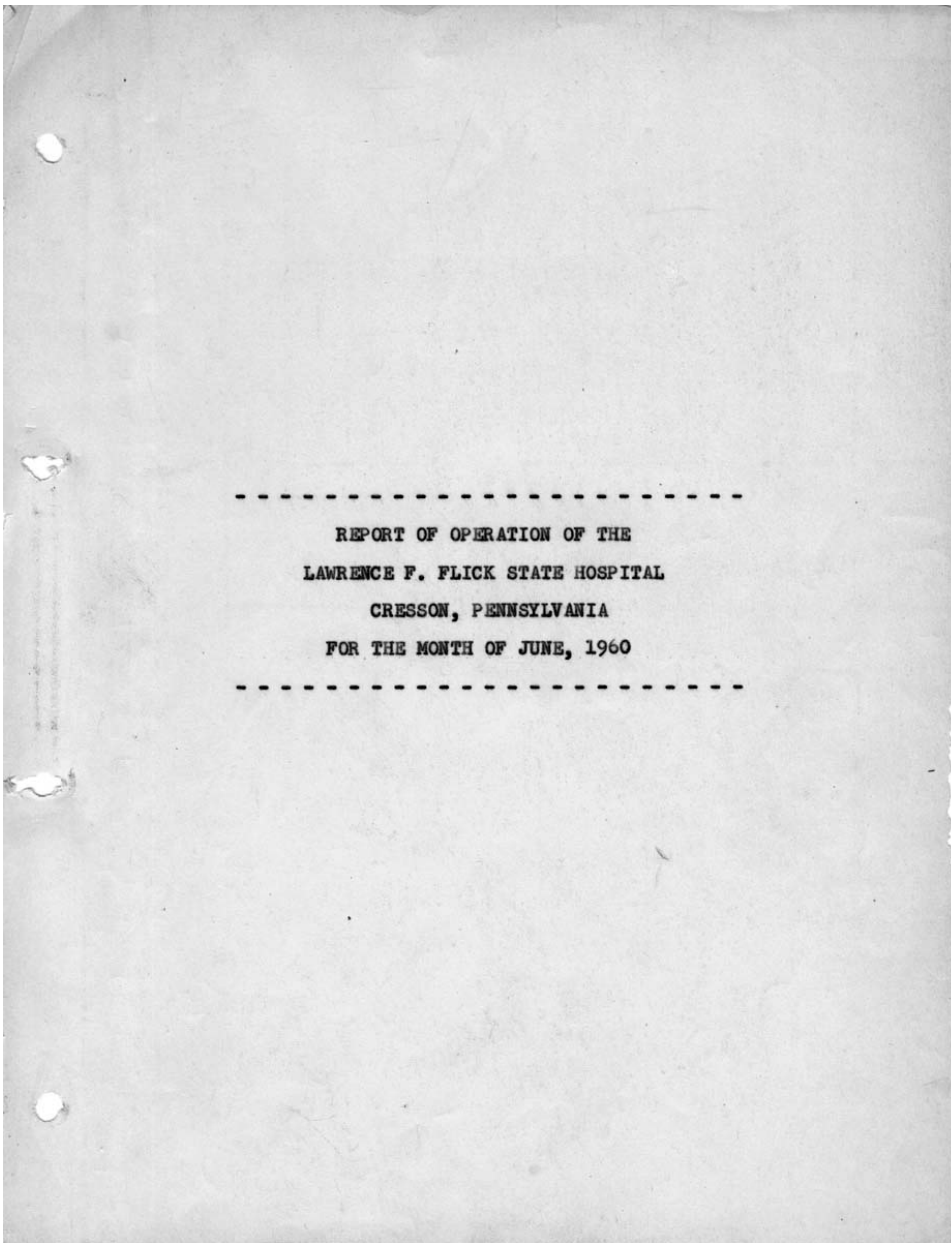 - - - - - - - - - - - - - - - - - - - - - - -
REPORT OF OPERATION OF THE
LAWRENCE F. FLICK STATE HOSPITAL
CRESSON, PENNSYLVANIA
FOR THE MONTH OF JUNE, 1960
- - - - - - - - - - - - - - - - - - - - - - -